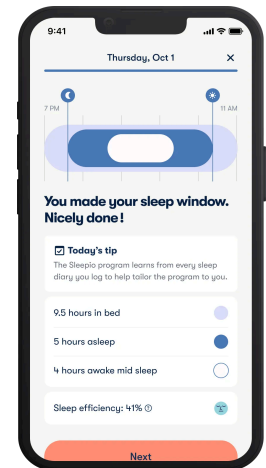 9:41
Thursday, Oct 1
7 PM
11 AM
You made your sleep window.
Nicely done!
Today's tip
The Sleepio program learns from every sleep
diary you log to help tailor the program to you.
9.5 hours in bed
5 hours asleep
4 hours awake mid sleep
Sleep efficiency: 41%
Next